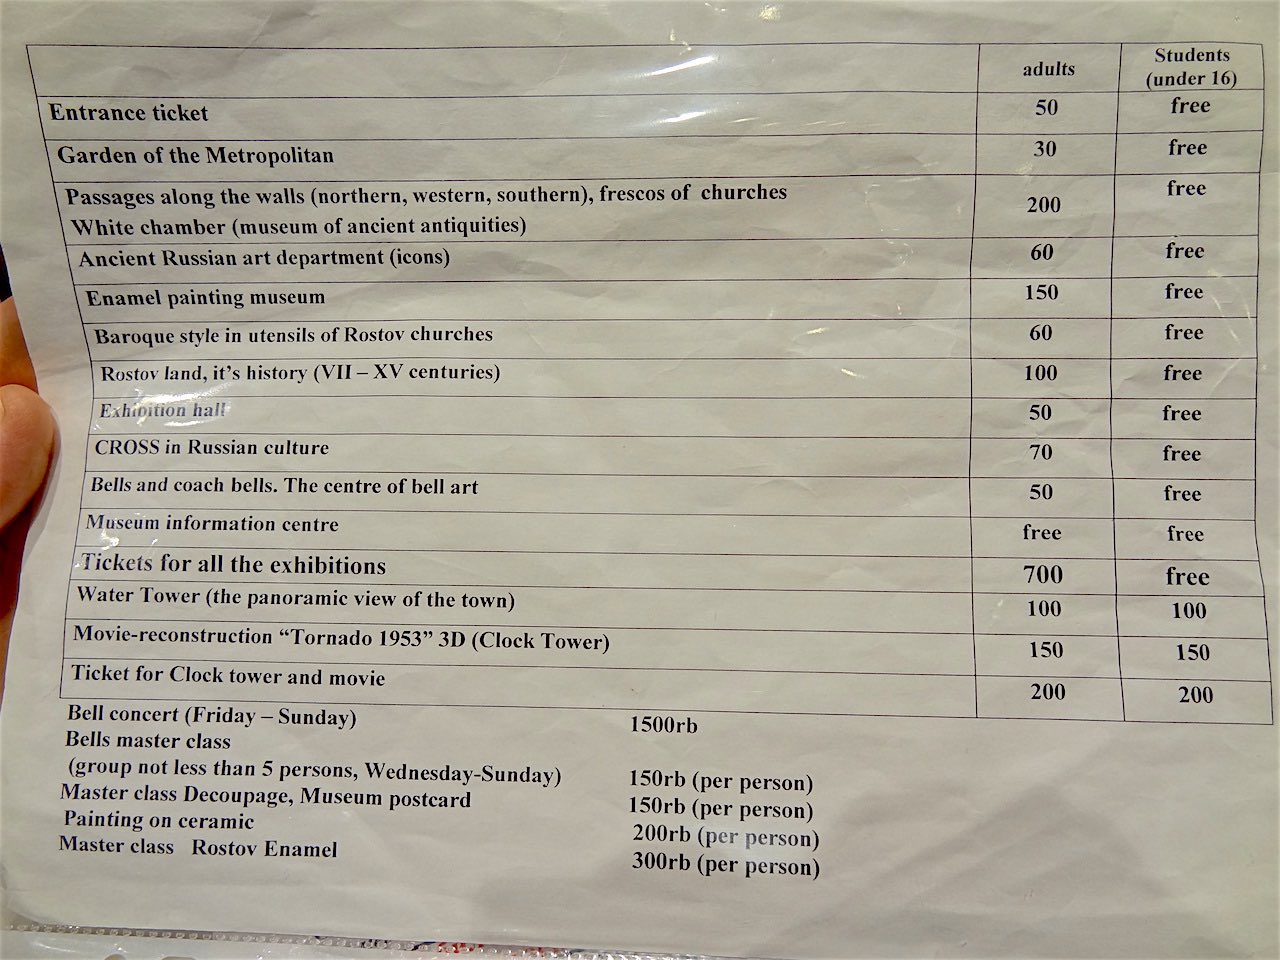 adults Students
(under 16)
Entrance ticket 50 free
Garden of the Metropolitan 30 free
Passages along the walls (northern, western, southern), frescos of churches 200 free
White chamber (museum of ancient antiquities)
Ancient Russian art department (icons) 60 free
Enamel painting museum 150 free
Baroque style in utensils of Rostov churches 60 free
Rostov land, it’s history (VII – XV centuries) 100 free
Exhibition hall 50 free
CROSS in Russian culture 70 free
Bells and coach bells. The centre of bell art 50 free
Museum information centre free free
Tickets for all the exhibitions 700 free
Water Tower (the panoramic view of the town) 100 100
Movie-reconstruction “Tornado 1953” 3D (Clock Tower) 150 150
Ticket for Clock tower and movie 200 200
Bell concert (Friday – Sunday) 1500rb
Bells master class
(group not less than 5 persons, Wednesday-Sunday) 150rb (per person)
Master class Decoupage, Museum postcard 150rb (per person)
Painting on ceramic 200rb (per person)
Master class Rostov Enamel 300rb (per person)